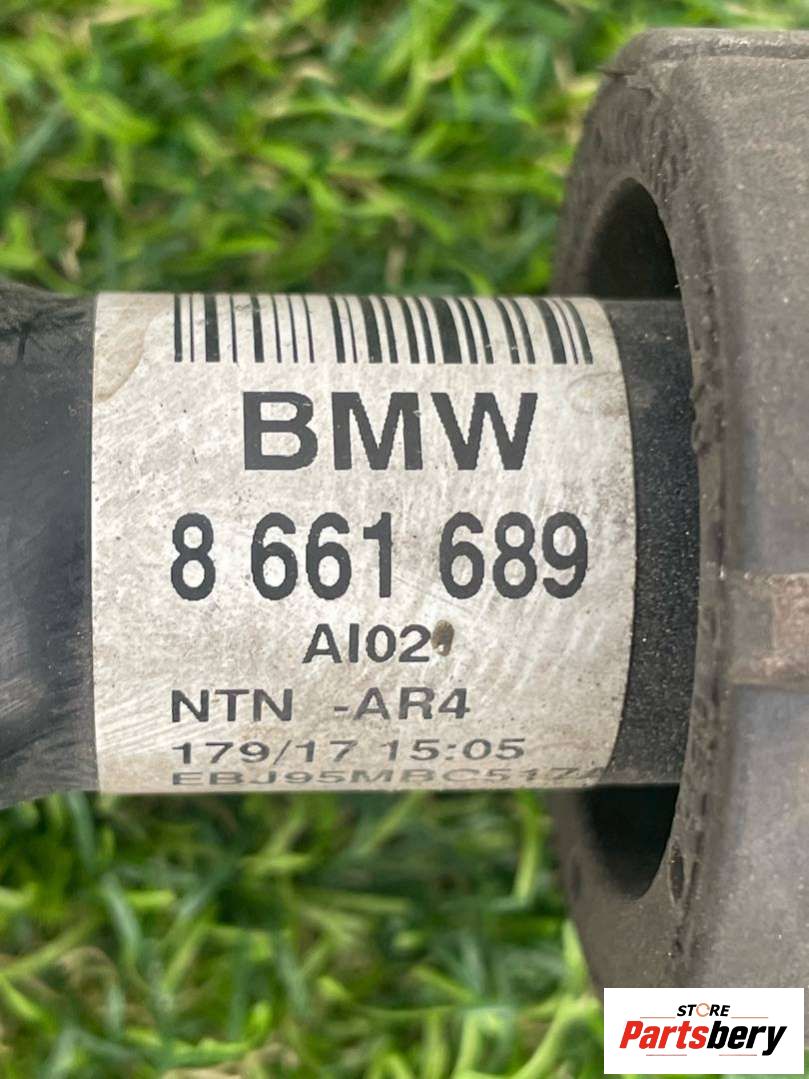 BMW
8 661 689
AI02
NTN -AR4
179/17 15:05
STORE
Partsbery